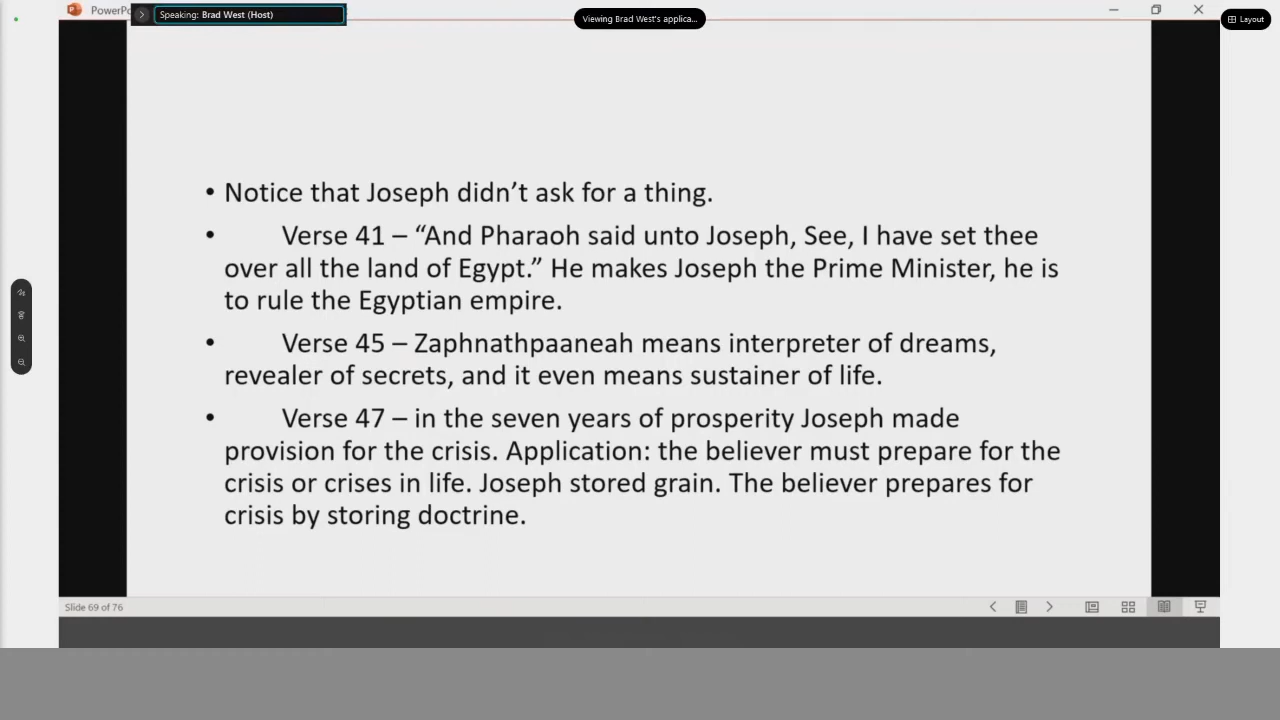 PowerPo
Speaking: Brad West (Host)
Viewing Brad West's applica...
Layout
• Notice that Joseph didn’t ask for a thing.
• Verse 41 – “And Pharaoh said unto Joseph, See, I have set thee
over all the land of Egypt.” He makes Joseph the Prime Minister, he is
to rule the Egyptian empire.
• Verse 45 – Zaphnathpaaneah means interpreter of dreams,
revealer of secrets, and it even means sustainer of life.
• Verse 47 – in the seven years of prosperity Joseph made
provision for the crisis. Application: the believer must prepare for the
crisis or crises in life. Joseph stored grain. The believer prepares for
crisis by storing doctrine.
Slide 69 of 76